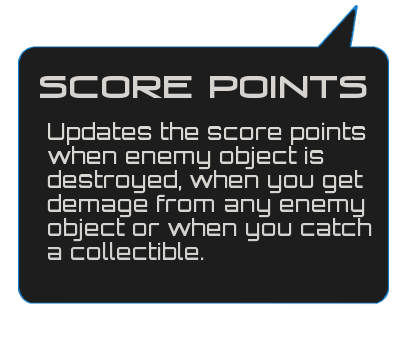 SCORE POINTS
Updates the score points
when enemy object is
destroyed, when you get
demage from any enemy
object or when you catch
a collectible.